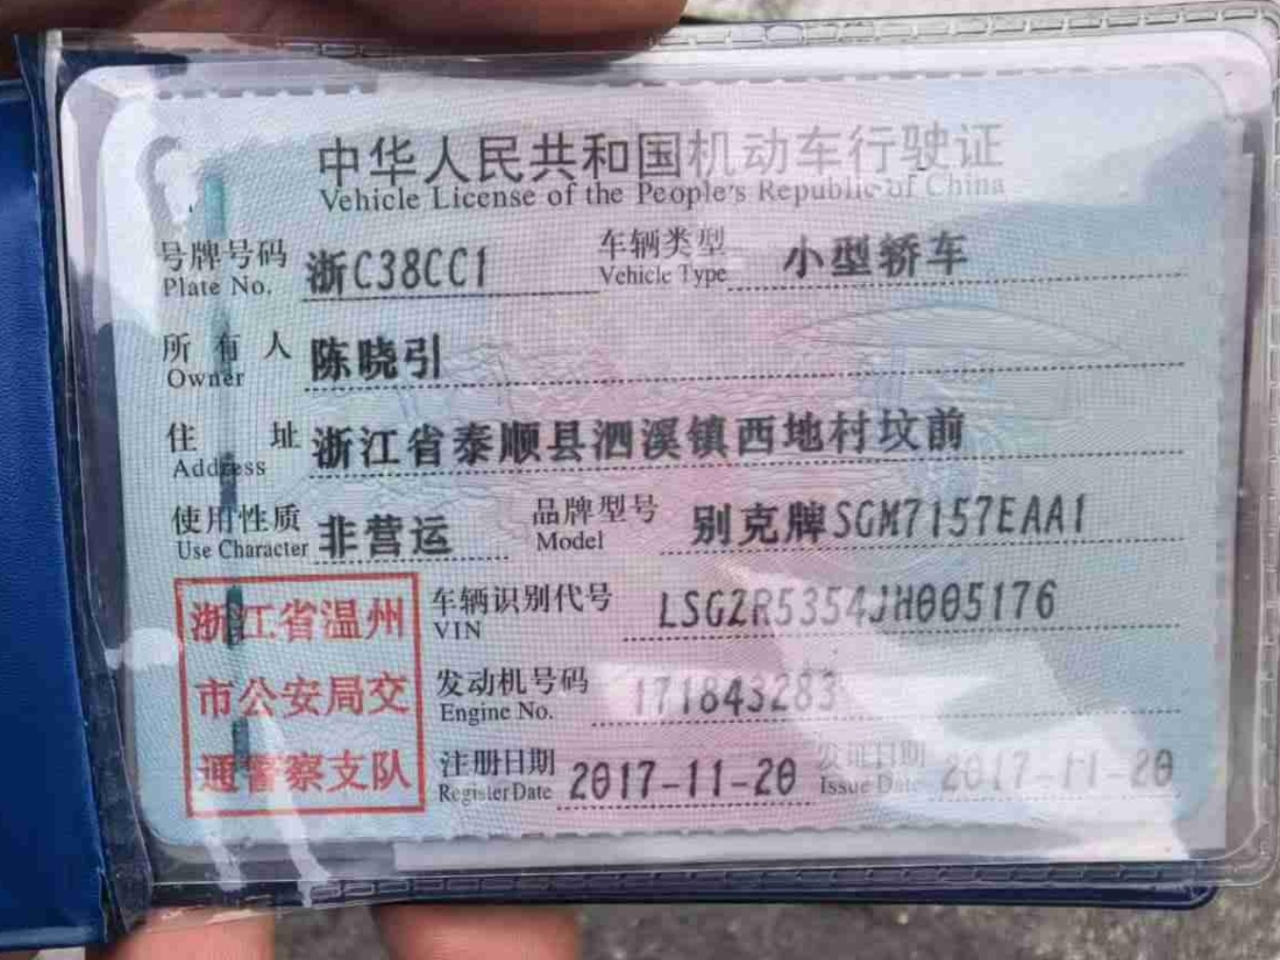 中华人民共和国机动车行驶证
Vehicle License of the People's Republic of China
号牌号码 浙C38CC1 车辆类型 小型轿车
Plate No. Vehicle Type
所有人 陈晓引
Owner
住址 浙江省泰顺县泗溪镇西地村坟前
Address
使用性质 非营运 品牌型号 别克牌SGM7157EAA1
Use Character Model
浙江省温州
市公安局交
通警察支队
车辆识别代号 LSGZR5354JH005176
VIN
发动机号码 171843283
Engine No.
注册日期 2017-11-20 发证日期 2017-11-20
Register Date Issue Date